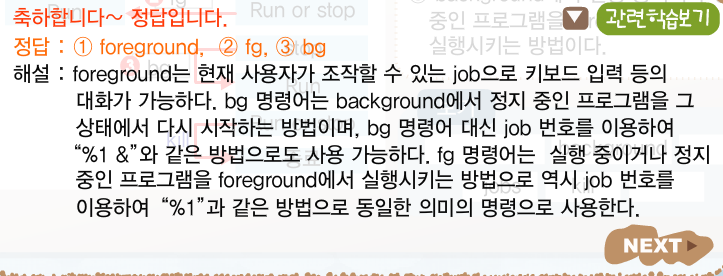 축하합니다~ 정답입니다.
Run or stop
중인 프로그램을
관련학습보기
정답 : ① foreground, ② fg, ③ bg
실행시키는 방법이다.
해설 : foreground는 현재 사용자가 조작할 수 있는 job으로 키보드 입력 등의
대화가 가능하다. bg 명령어는 background에서 정지 중인 프로그램을 그
상태에서 다시 시작하는 방법이며, bg 명령어 대신 job 번호를 이용하여
“%1 &”와 같은 방법으로도 사용 가능하다. fg 명령어는 실행 중이거나 정지
중인 프로그램을 foreground에서 실행시키는 방법으로 역시 job 번호를
이용하여 “%1”과 같은 방법으로 동일한 의미의 명령으로 사용한다.
NEXT